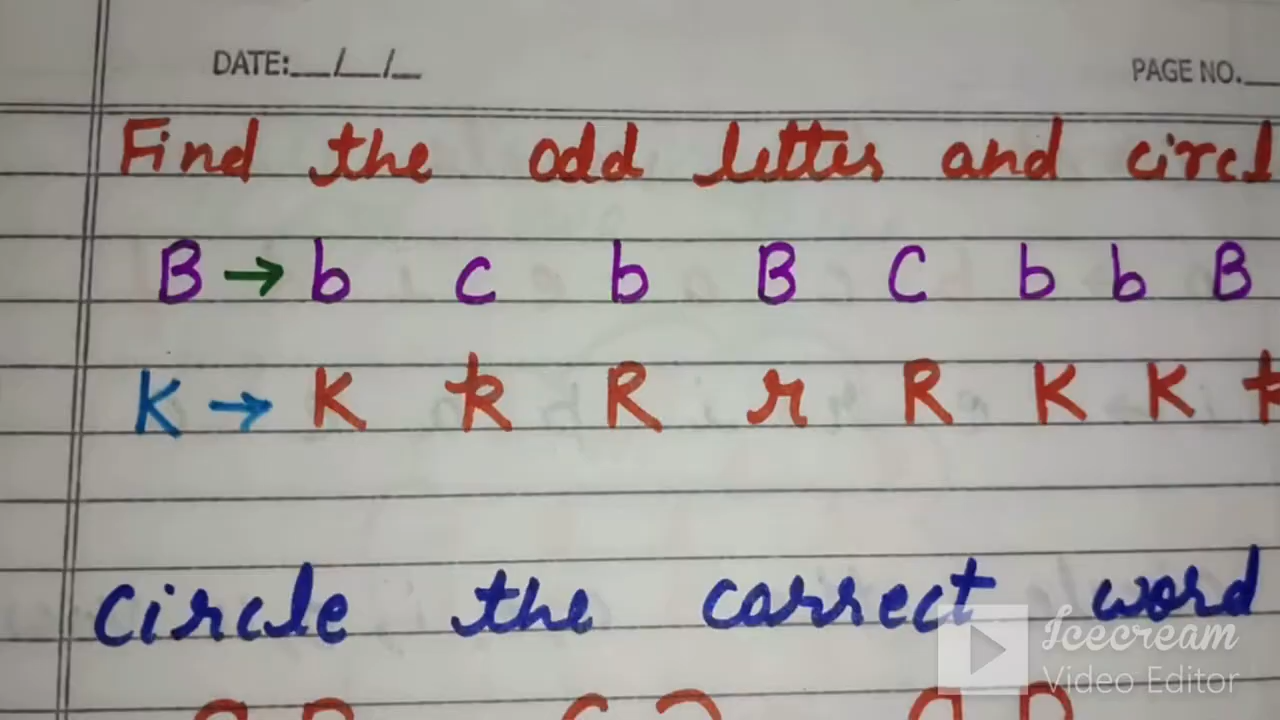 DATE:__/__/__ PAGE NO.__
Find the odd letter and circl
B → b c b B C b b B
K → K k R r R K K k
circle the correct word
Icecream
Video Editor